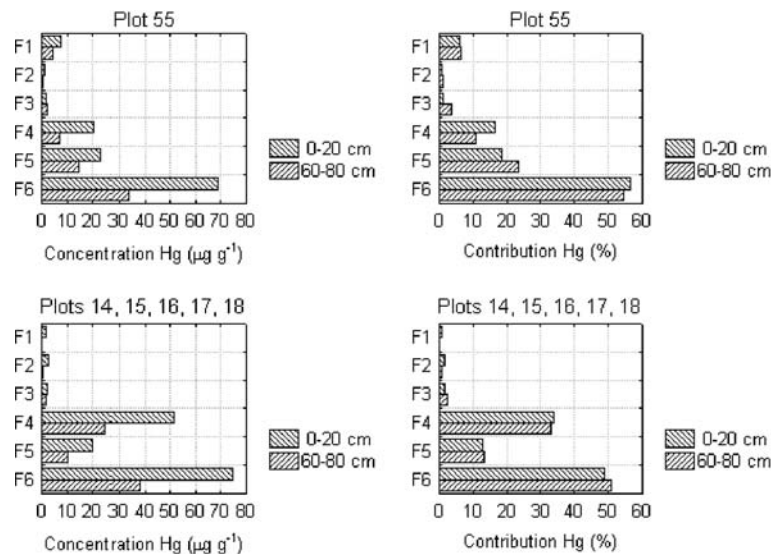 Plot 55
F1
F2
F3
F4
F5
F6
0 10 20 30 40 50 60 70 80
Concentration Hg (µg g⁻¹)
0-20 cm
60-80 cm
Plot 55
F1
F2
F3
F4
F5
F6
0 10 20 30 40 50 60
Contribution Hg (%)
0-20 cm
60-80 cm
Plots 14, 15, 16, 17, 18
F1
F2
F3
F4
F5
F6
0 10 20 30 40 50 60 70 80
Concentration Hg (µg g⁻¹)
0-20 cm
60-80 cm
Plots 14, 15, 16, 17, 18
F1
F2
F3
F4
F5
F6
0 10 20 30 40 50 60
Contribution Hg (%)
0-20 cm
60-80 cm